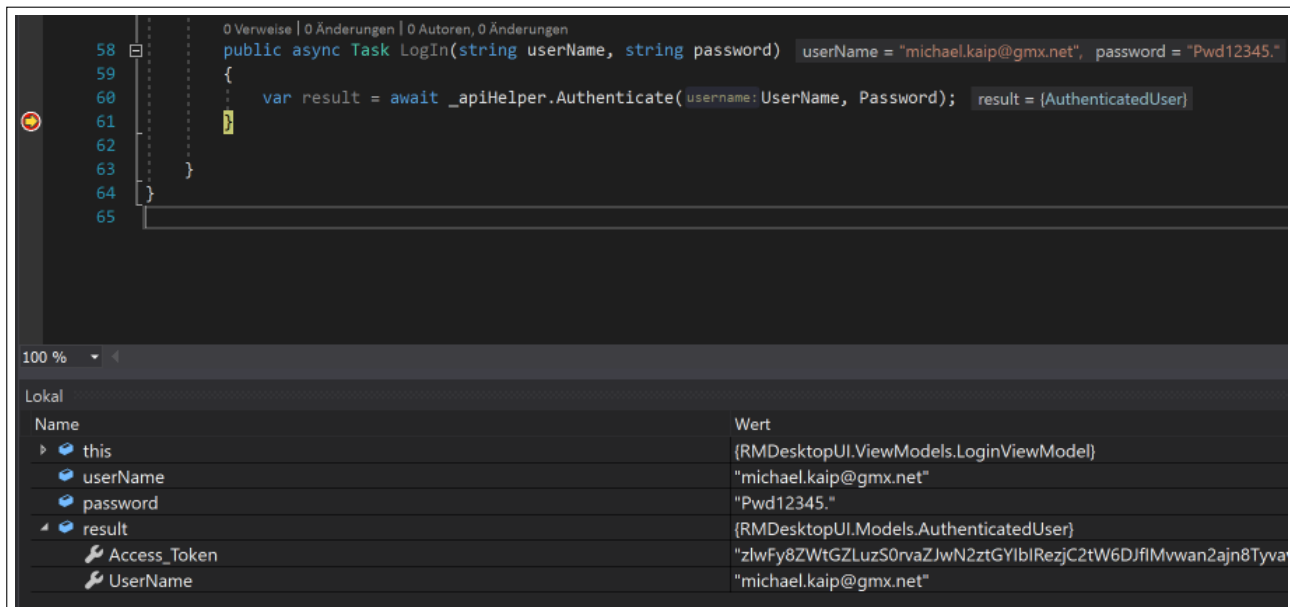 0 Verweise | 0 Änderungen | 0 Autoren, 0 Änderungen
58 public async Task LogIn(string userName, string password) userName = "michael.kaip@gmx.net", password = "Pwd12345."
59 {
60 var result = await _apiHelper.Authenticate(username: UserName, Password); result = {AuthenticatedUser}
61 }
62
63 }
64 }
65
100 %
Lokal
Name Wert
this {RMDesktopUI.ViewModels.LoginViewModel}
userName "michael.kaip@gmx.net"
password "Pwd12345."
result {RMDesktopUI.Models.AuthenticatedUser}
Access_Token
UserName "michael.kaip@gmx.net"